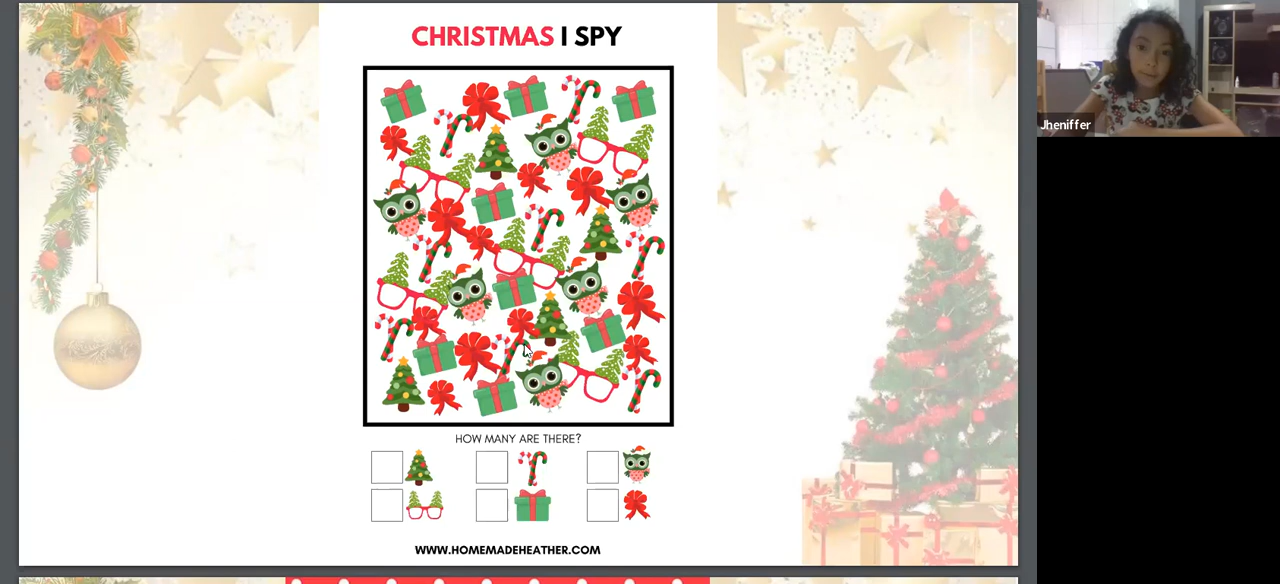 CHRISTMAS I SPY
Jheniffer
HOW MANY ARE THERE?
WWW.HOMEMADEHEATHER.COM